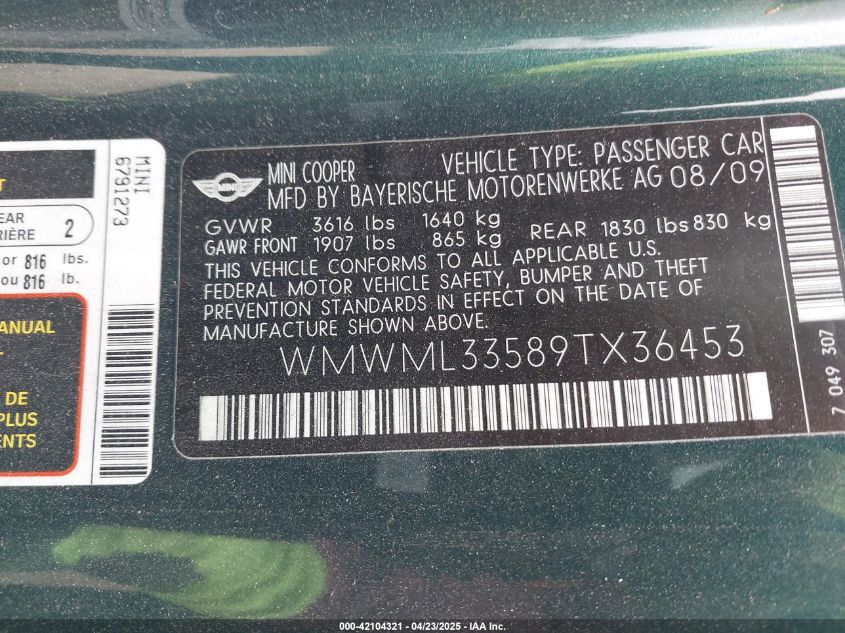 MINI
6791273
T
EAR
RIÈRE
2
or 816 lbs.
ou 816 lb.
MANUAL
DE
PLUS
ENTS
MINI
MINI COOPER
VEHICLE TYPE: PASSENGER CAR
MFD BY BAYERISCHE MOTORENWERKE AG 08/09
GVWR 3616 lbs 1640 kg
GAWR FRONT 1907 lbs 865 kg REAR 1830 lbs 830 kg
THIS VEHICLE CONFORMS TO ALL APPLICABLE U.S.
FEDERAL MOTOR VEHICLE SAFETY, BUMPER AND THEFT
PREVENTION STANDARDS IN EFFECT ON THE DATE OF
MANUFACTURE SHOWN ABOVE.
WMWML33589TX36453
7 049 307
000-42104321 - 04/23/2025 - IAA Inc.